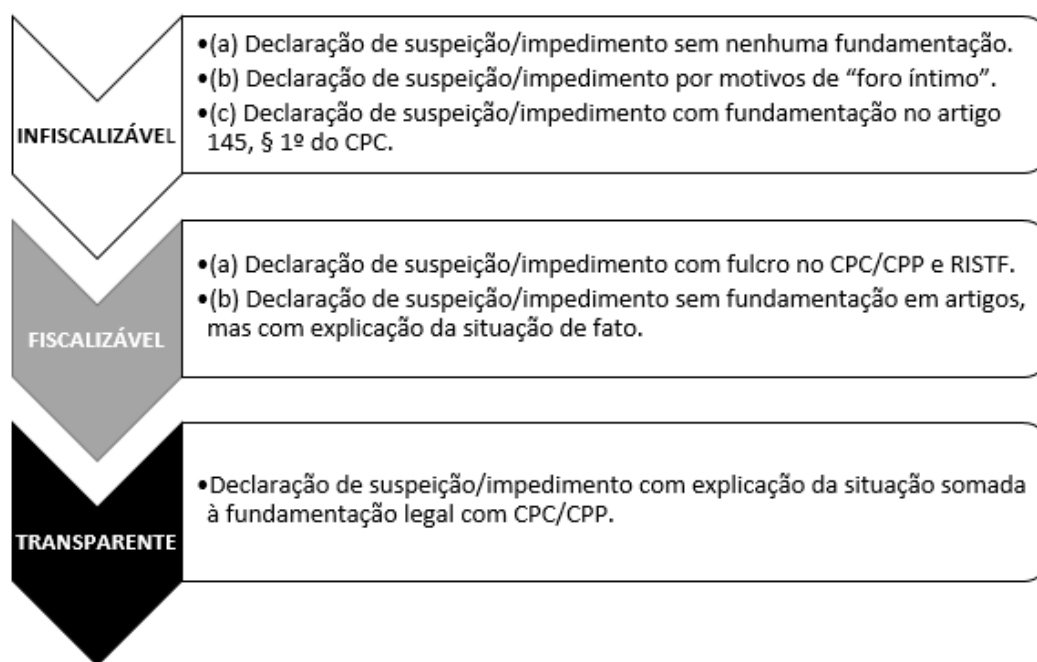 INFISCALIZÁVEL
•(a) Declaração de suspeição/impedimento sem nenhuma fundamentação.
•(b) Declaração de suspeição/impedimento por motivos de “foro íntimo”.
•(c) Declaração de suspeição/impedimento com fundamentação no artigo
145, § 1º do CPC.
FISCALIZÁVEL
•(a) Declaração de suspeição/impedimento com fulcro no CPC/CPP e RISTF.
•(b) Declaração de suspeição/impedimento sem fundamentação em artigos,
mas com explicação da situação de fato.
TRANSPARENTE
•Declaração de suspeição/impedimento com explicação da situação somada
à fundamentação legal com CPC/CPP.